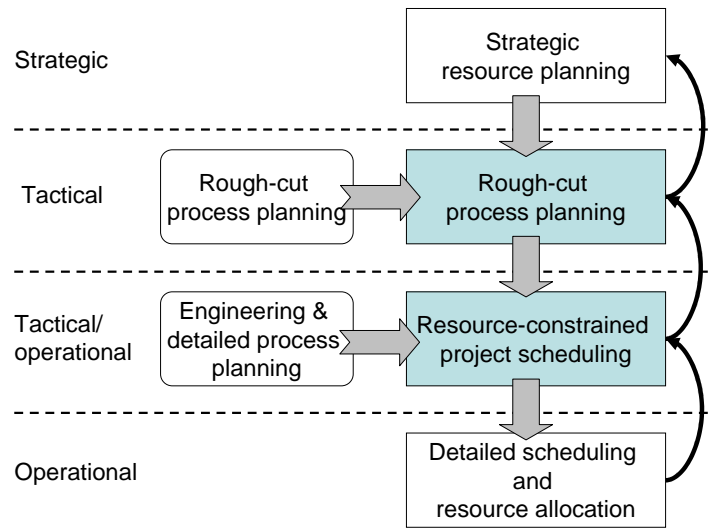 Strategic
Strategic
resource planning
Tactical
Rough-cut
process planning
Rough-cut
process planning
Tactical/
operational
Engineering &
detailed process
planning
Resource-constrained
project scheduling
Operational
Detailed scheduling
and
resource allocation